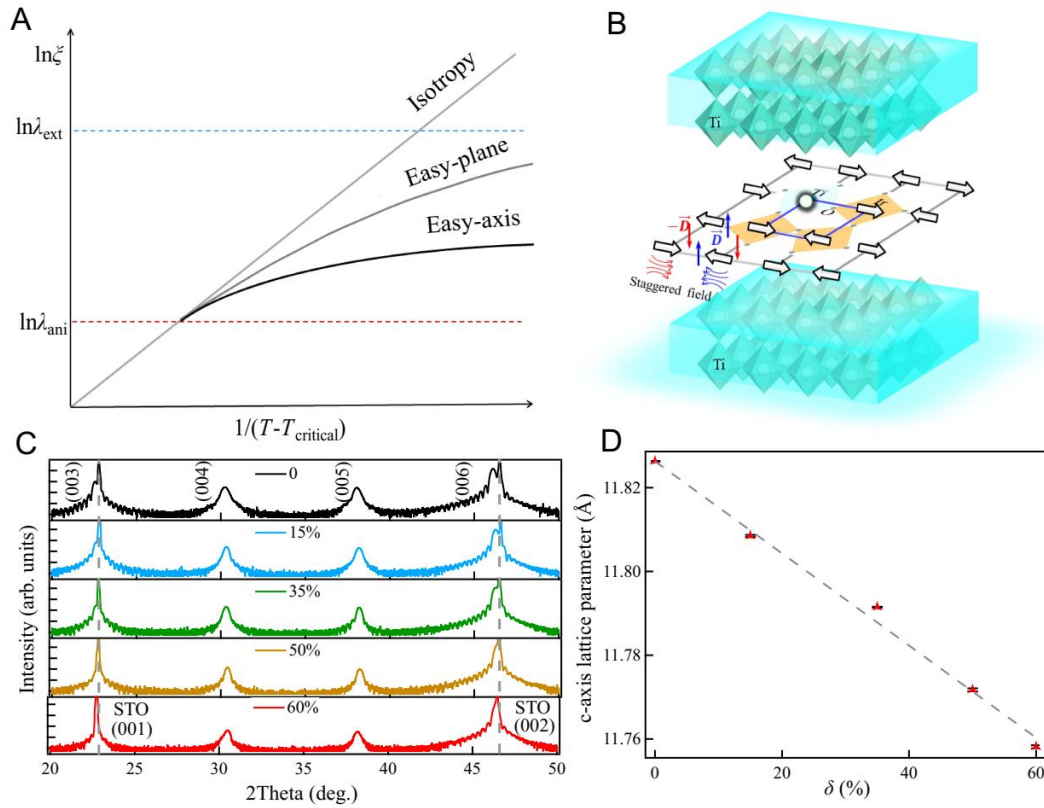 A
lnξ
lnλext
lnλani
Isotropy
Easy-plane
Easy-axis
1/(T-Tcritical)
B
Ti
Ti
δ
Ir
-D
D
Staggered field
Ti
C
Intensity (arb. units)
(003)
(004)
(005)
(006)
0
15%
35%
50%
60%
STO
(001)
STO
(002)
20
25
30
35
40
45
50
2Theta (deg.)
D
c-axis lattice parameter (Å)
11.82
11.80
11.78
11.76
0
20
40
60
δ (%)